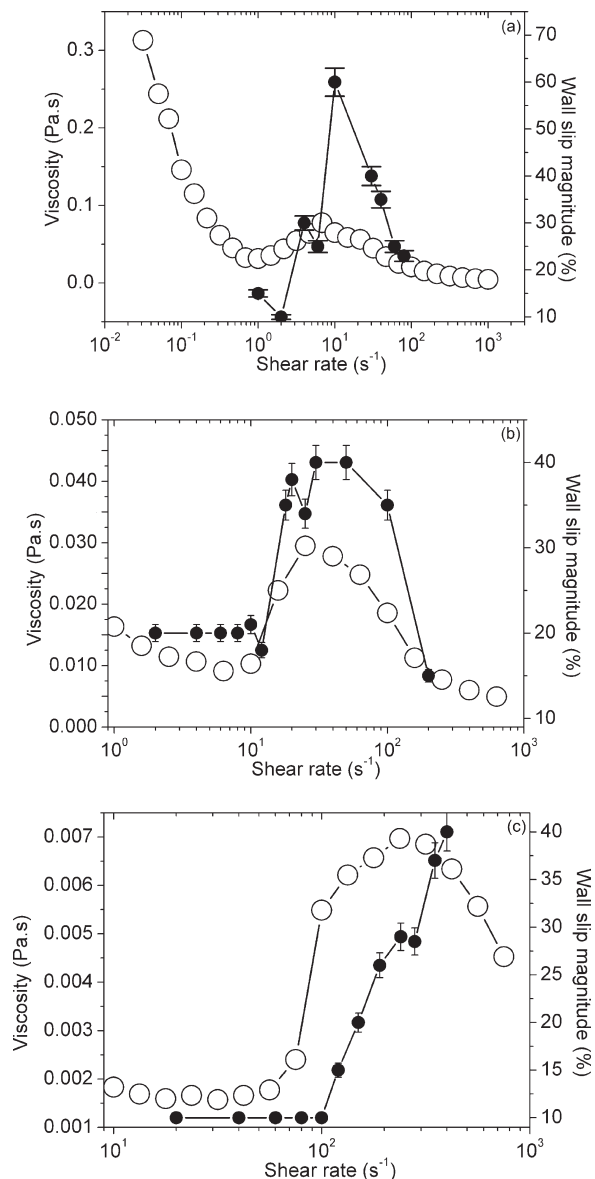 (a)
70
0.3
60
0.2
50
40
0.1
30
20
0.0
10
10⁻² 10⁻¹ 10⁰ 10¹ 10² 10³
Viscosity (Pa.s)
Wall slip magnitude (%)
Shear rate (s⁻¹)
(b)
0.050
0.040
40
0.030
30
0.020
20
0.010
10
0.000
10⁰ 10¹ 10² 10³
Viscosity (Pa.s)
Wall slip magnitude (%)
Shear rate (s⁻¹)
(c)
0.007
40
35
0.006
30
0.005
25
0.004
20
0.003
15
0.002
10
0.001
10¹ 10² 10³
Viscosity (Pa.s)
Wall slip magnitude (%)
Shear rate (s⁻¹)